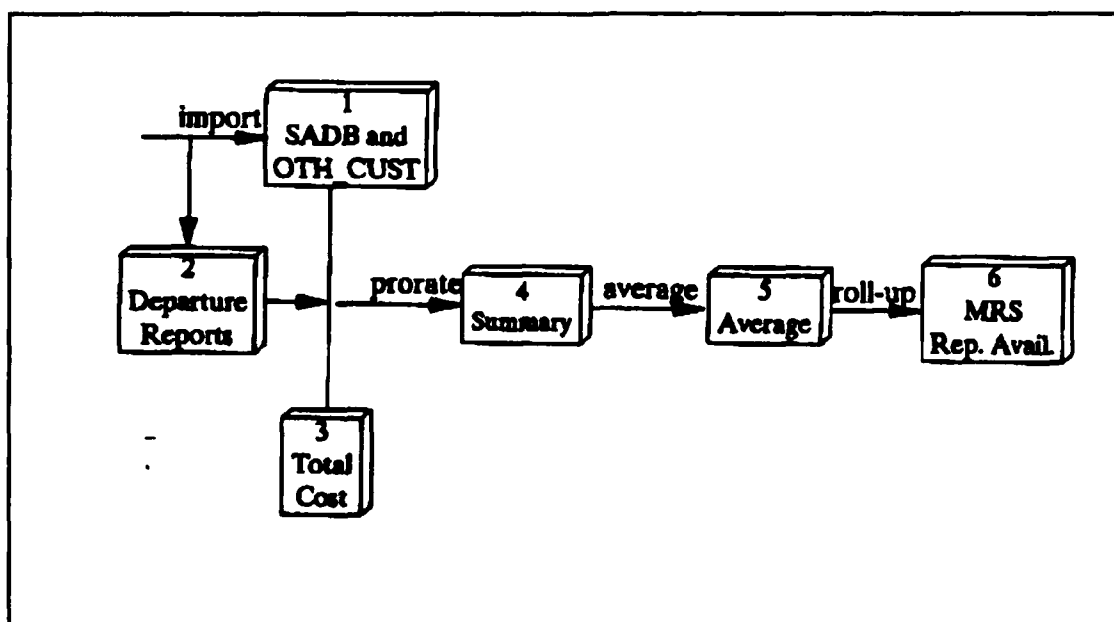 import
1
SADB and
OTH_CUST
2
Departure
Reports
prorate
4
Summary
average
5
Average
roll-up
6
MRS
Rep. Avail.
3
Total
Cost